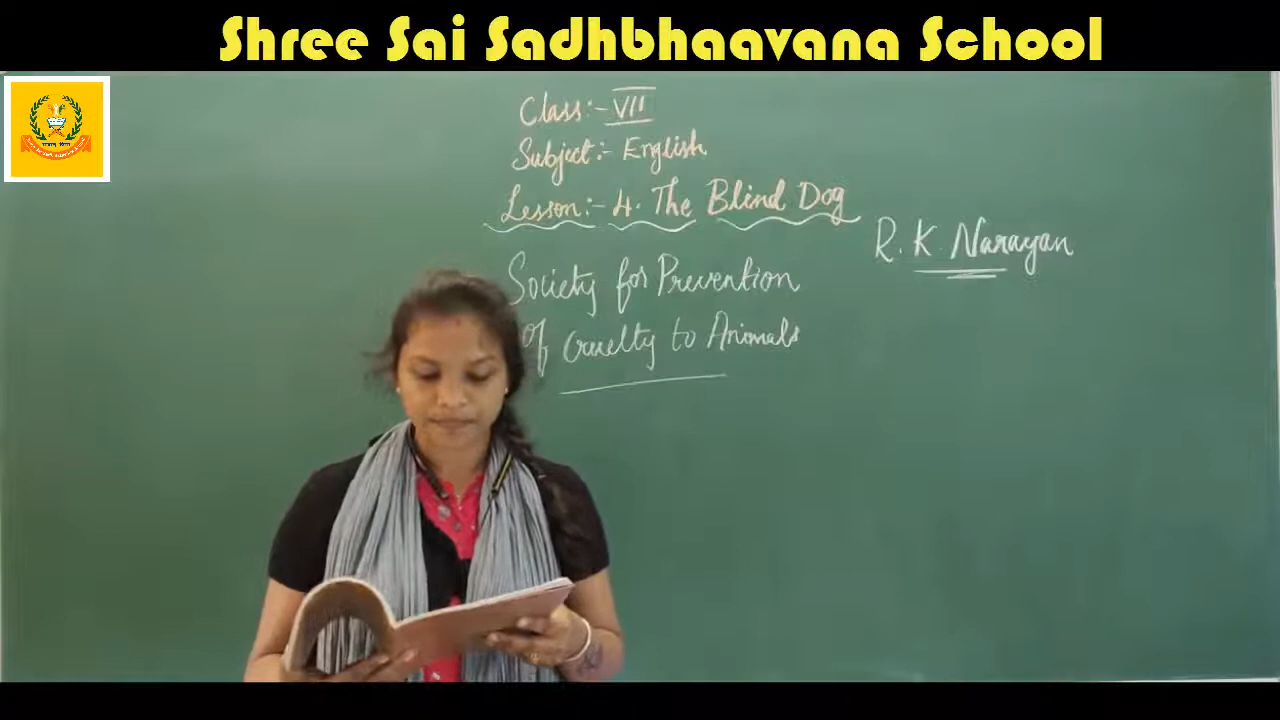 Shree Sai Sadhbhaavana School
Class:- VII
Subject:- English
Lesson:- 4. The Blind Dog
R. K. Narayan
Society for Prevention
of Cruelty to Animals